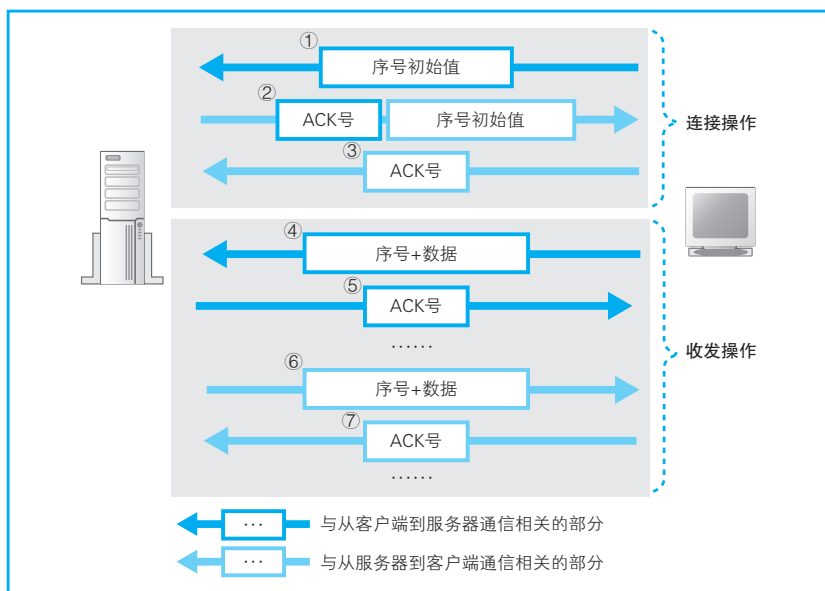 ①
序号初始值
②
ACK号
序号初始值
③
ACK号
连接操作
④
序号+数据
⑤
ACK号
……
⑥
序号+数据
⑦
ACK号
……
收发操作
… 与从客户端到服务器通信相关的部分
… 与从服务器到客户端通信相关的部分